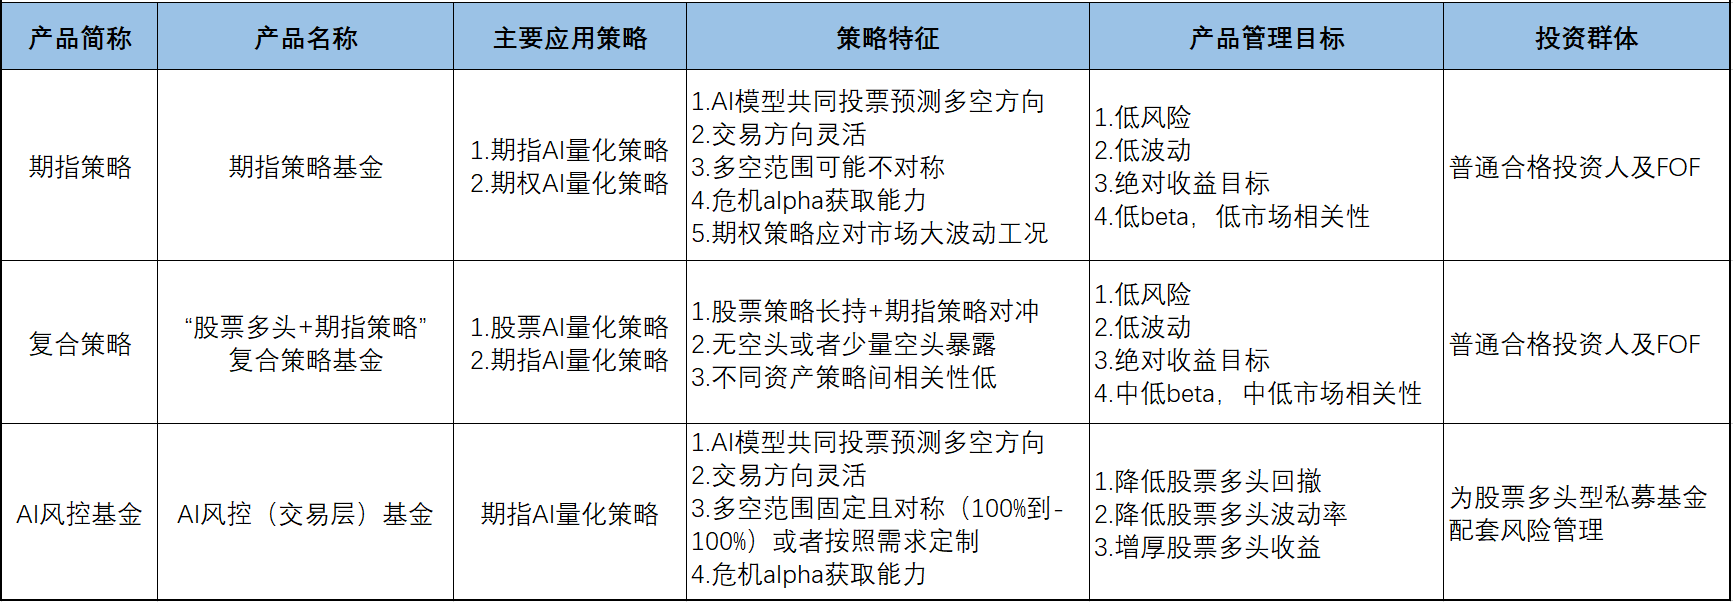 产品简称
产品名称
主要应用策略
策略特征
产品管理目标
投资群体
期指策略
期指策略基金
1.期指AI量化策略
2.期权AI量化策略
1.AI模型共同投票预测多空方向
2.交易方向灵活
3.多空范围可能不对称
4.危机alpha获取能力
5.期权策略应对市场大波动工况
1.低风险
2.低波动
3.绝对收益目标
4.低beta，低市场相关性
普通合格投资人及FOF
复合策略
“股票多头+期指策略”
复合策略基金
1.股票AI量化策略
2.期指AI量化策略
1.股票策略长持+期指策略对冲
2.无空头或者少量空头暴露
3.不同资产策略间相关性低
1.低风险
2.低波动
3.绝对收益目标
4.中低beta，中低市场相关性
普通合格投资人及FOF
AI风控基金
AI风控（交易层）基金
期指AI量化策略
1.AI模型共同投票预测多空方向
2.交易方向灵活
3.多空范围固定且对称（100%到-
100%）或者按照需求定制
4.危机alpha获取能力
1.降低股票多头回撤
2.降低股票多头波动率
3.增厚股票多头收益
为股票多头型私募基金
配套风险管理